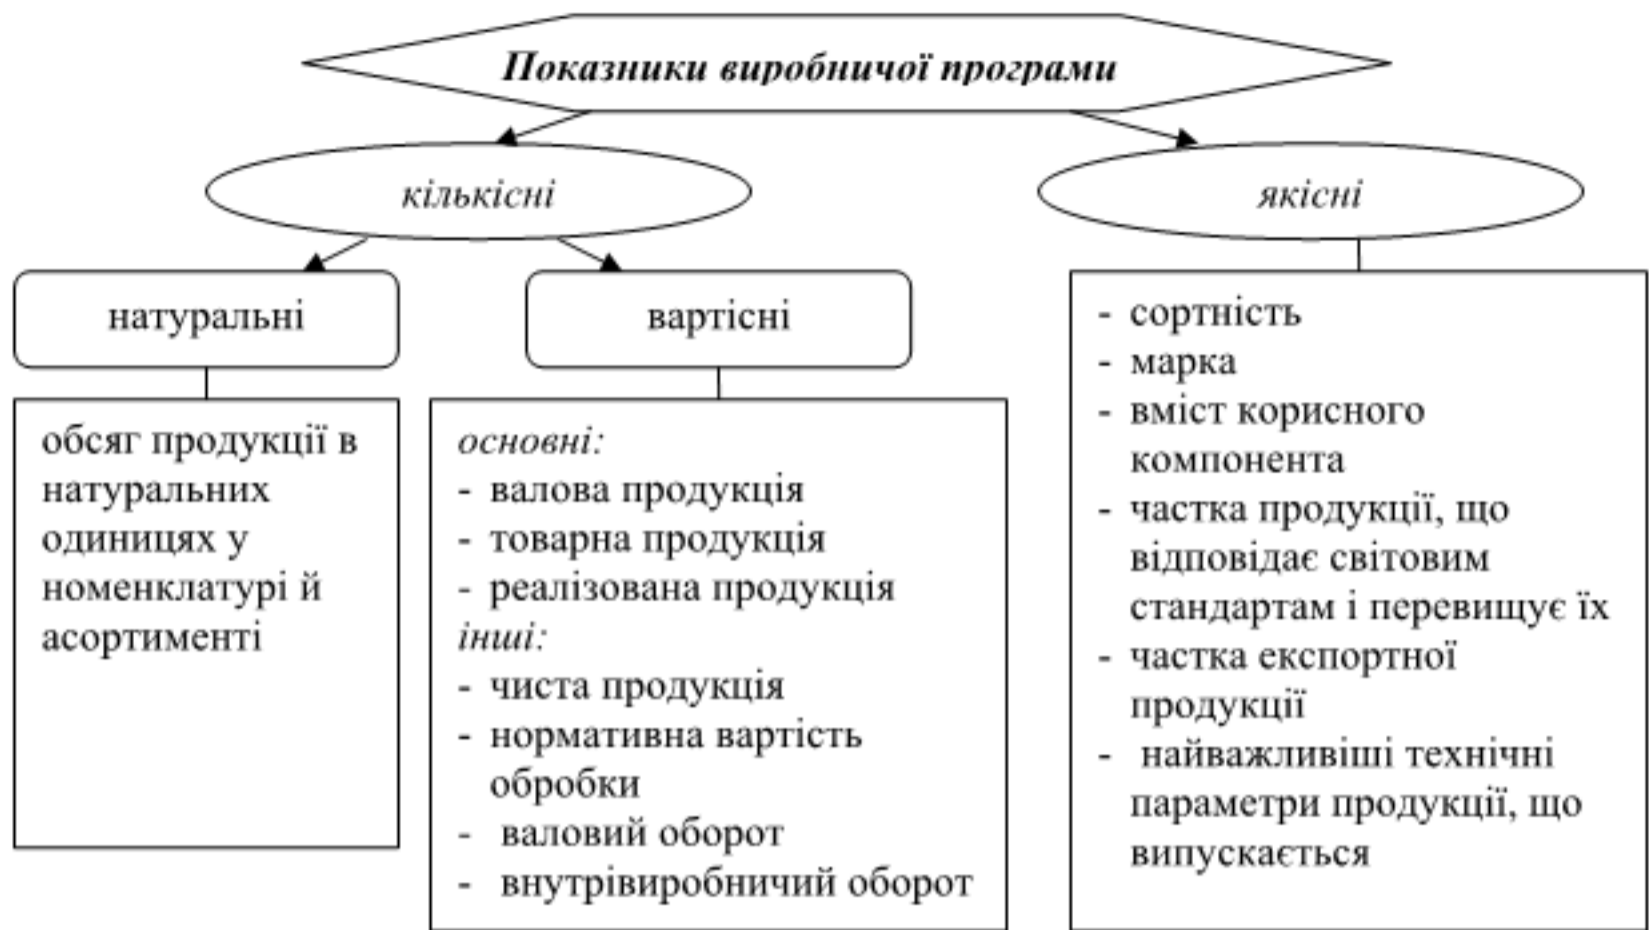 Показники виробничої програми
кількісні
якісні
натуральні
вартісні
обсяг продукції в
натуральних
одиницях у
номенклатурі й
асортименті
основні:
- валова продукція
- товарна продукція
- реалізована продукція
інші:
- чиста продукція
- нормативна вартість
обробки
- валовий оборот
- внутрівиробничий оборот
- сортність
- марка
- вміст корисного
компонента
- частка продукції, що
відповідає світовим
стандартам і перевищує їх
- частка експортної
продукції
- найважливіші технічні
параметри продукції, що
випускається